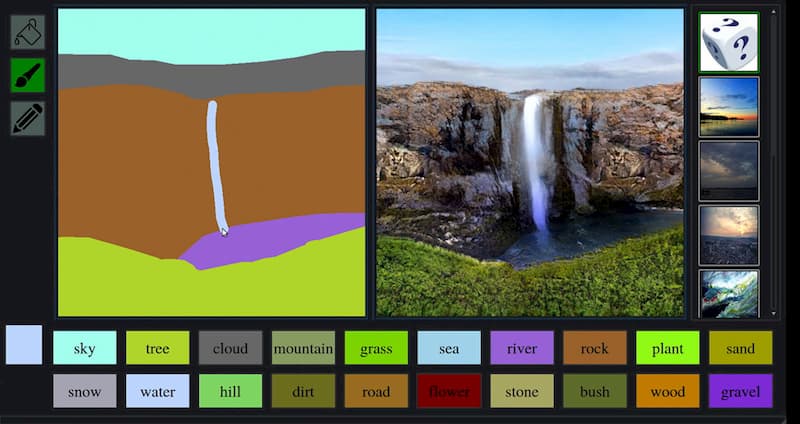 ? ?
sky tree cloud mountain grass sea river rock plant sand
snow water hill dirt road flower stone bush wood gravel